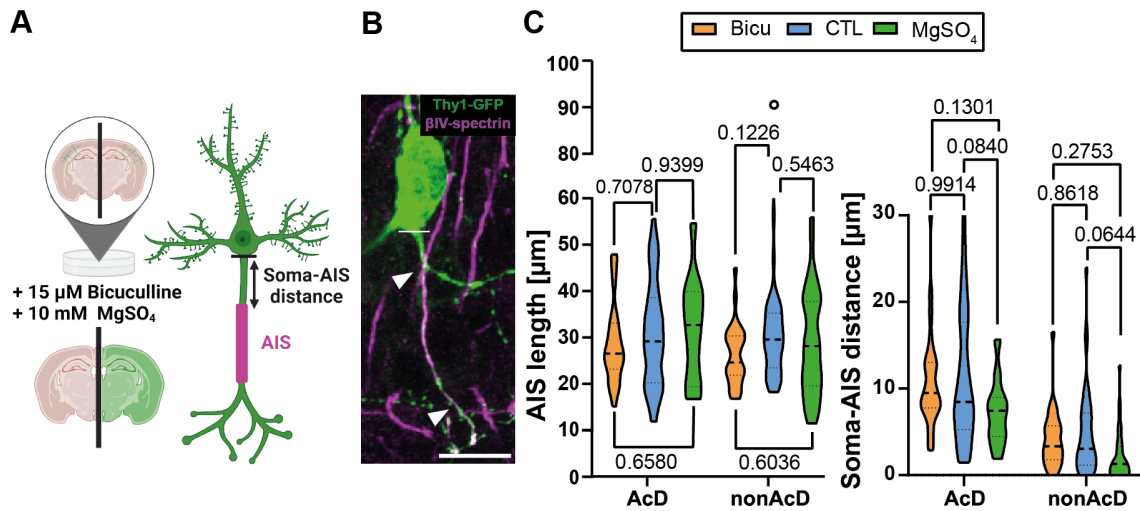 A
+ 15 µM Bicuculline
+ 10 mM MgSO₄
Soma-AIS
distance
AIS
B
Thy1-GFP
βIV-spectrin
C
Bicu CTL MgSO₄
AIS length [µm]
100
90
80
60
50
40
30
20
10
0
0.7078
0.9399
0.1226
0.5463
0.6580
0.6036
AcD nonAcD
Soma-AIS distance [µm]
30
20
10
0
0.1301
0.0840
0.9914
0.2753
0.8618
0.0644
AcD nonAcD